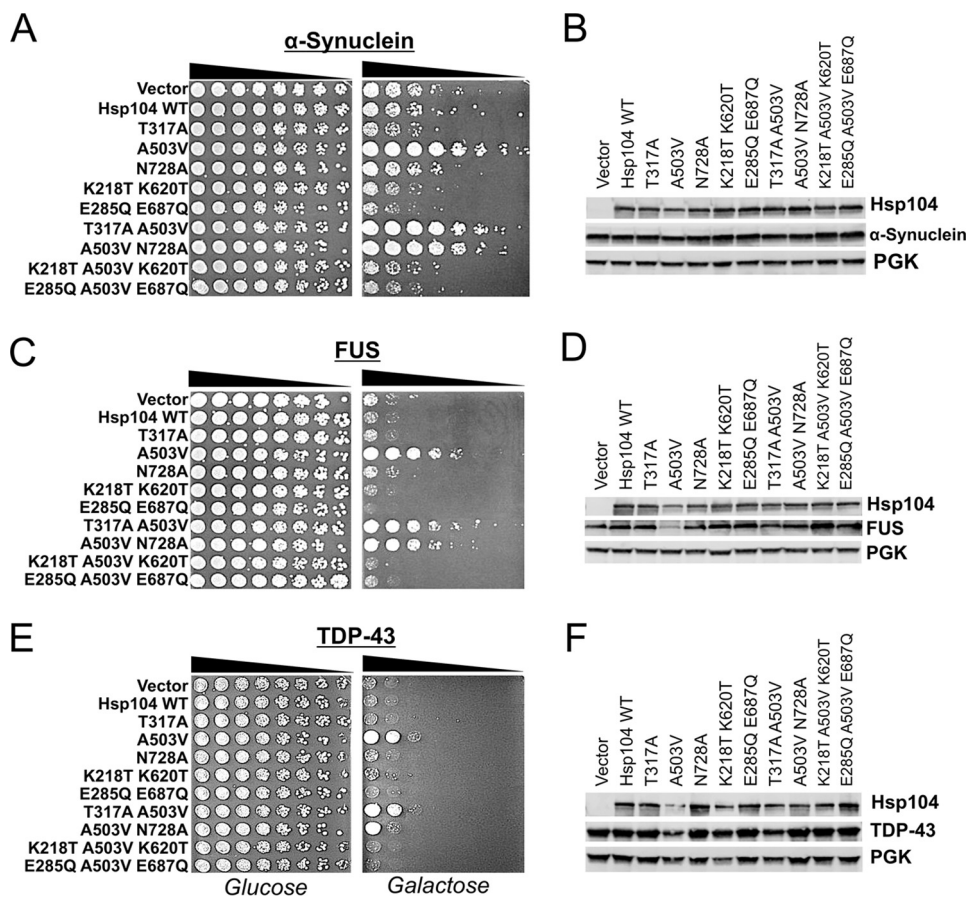 A
α-Synuclein
Vector
Hsp104 WT
T317A
A503V
N728A
K218T K620T
E285Q E687Q
T317A A503V
A503V N728A
K218T A503V K620T
E285Q A503V E687Q
B
Vector
Hsp104 WT
T317A
A503V
N728A
K218T K620T
E285Q E687Q
T317A A503V
A503V N728A
K218T A503V K620T
E285Q A503V E687Q
Hsp104
α-Synuclein
PGK
C
FUS
Vector
Hsp104 WT
T317A
A503V
N728A
K218T K620T
E285Q E687Q
T317A A503V
A503V N728A
K218T A503V K620T
E285Q A503V E687Q
D
Vector
Hsp104 WT
T317A
A503V
N728A
K218T K620T
E285Q E687Q
T317A A503V
A503V N728A
K218T A503V K620T
E285Q A503V E687Q
Hsp104
FUS
PGK
E
TDP-43
Vector
Hsp104 WT
T317A
A503V
N728A
K218T K620T
E285Q E687Q
T317A A503V
A503V N728A
K218T A503V K620T
E285Q A503V E687Q
Glucose
Galactose
F
Vector
Hsp104 WT
T317A
A503V
N728A
K218T K620T
E285Q E687Q
T317A A503V
A503V N728A
K218T A503V K620T
E285Q A503V E687Q
Hsp104
TDP-43
PGK